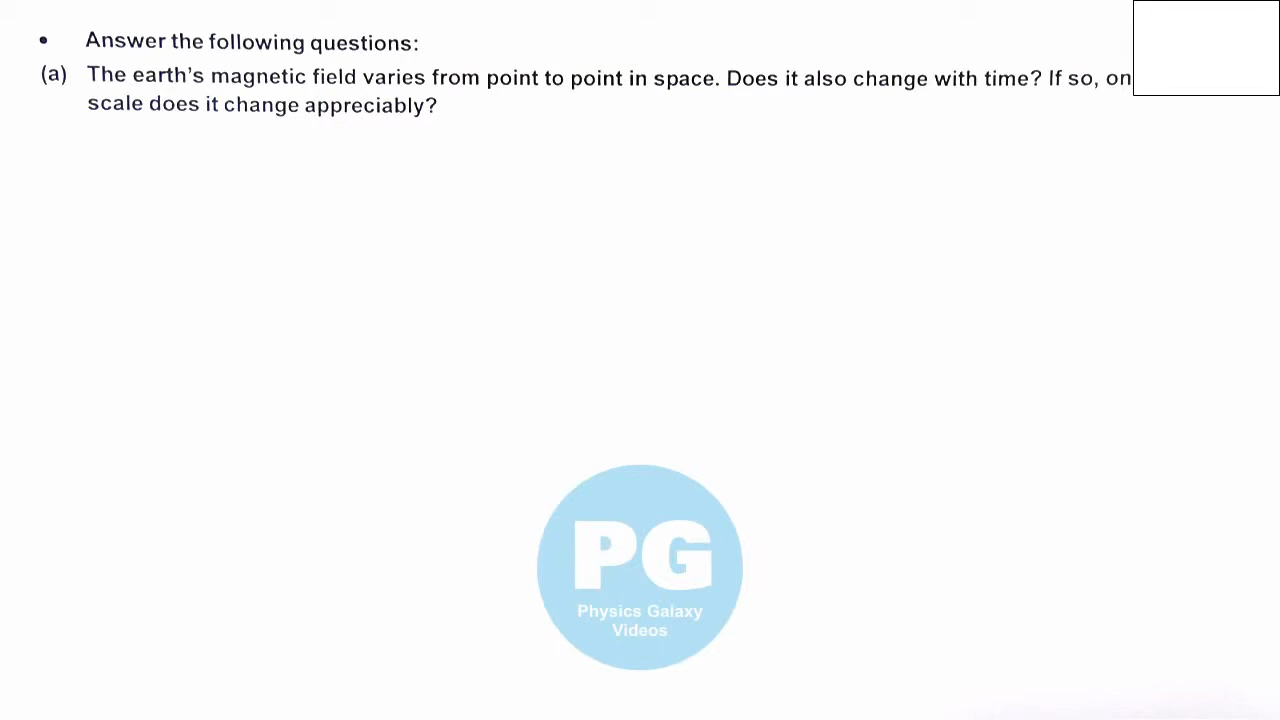 • Answer the following questions:
(a) The earth's magnetic field varies from point to point in space. Does it also change with time? If so, on
scale does it change appreciably?
PG
Physics Galaxy
Videos